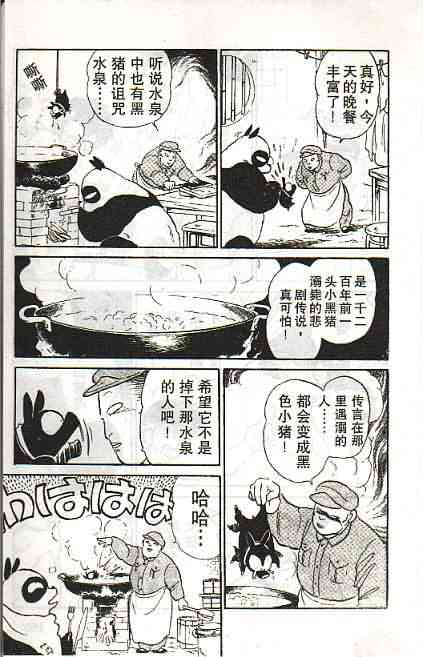 真好，今
天的晚餐
丰富了！
听说水泉
中也有黑
猪的诅咒
水泉……
嘶嘶
是一千二
百年前一
头小黑猪
溺毙的悲
剧传说，
真可怕！
传言在那
里遇溺的
人……
都会变成黑
色小猪！
希望它不是
掉下那水泉
的人吧！
哈哈…
わははは